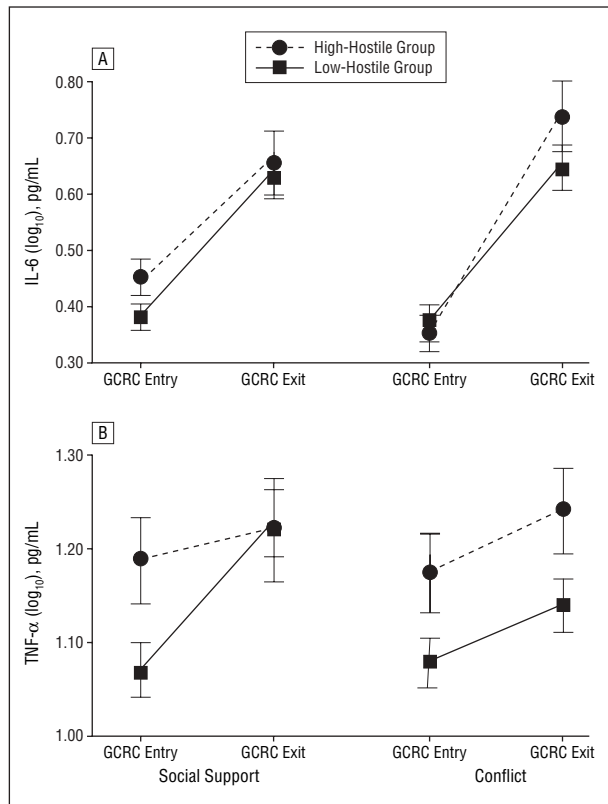 High-Hostile Group
Low-Hostile Group
A
0.80
0.70
0.60
0.50
0.40
0.30
IL-6 (log10), pg/mL
GCRC Entry GCRC Exit GCRC Entry GCRC Exit
B
1.30
1.20
1.10
1.00
TNF-α (log10), pg/mL
GCRC Entry GCRC Exit GCRC Entry GCRC Exit
Social Support Conflict